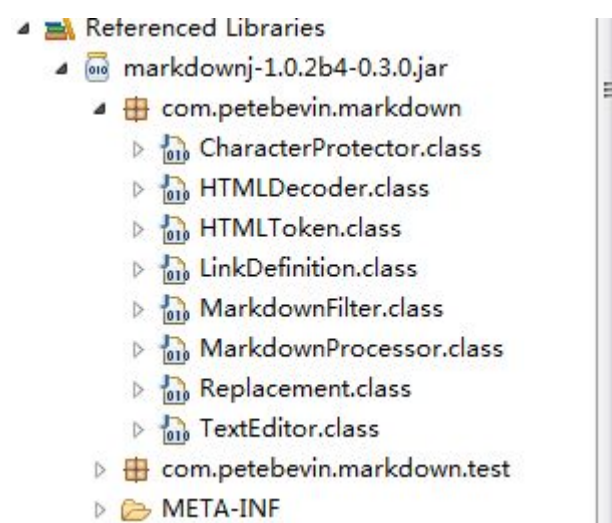 Referenced Libraries
markdownj-1.0.2b4-0.3.0.jar
com.petebevin.markdown
CharacterProtector.class
HTMLDecoder.class
HTMLToken.class
LinkDefinition.class
MarkdownFilter.class
MarkdownProcessor.class
Replacement.class
TextEditor.class
com.petebevin.markdown.test
META-INF